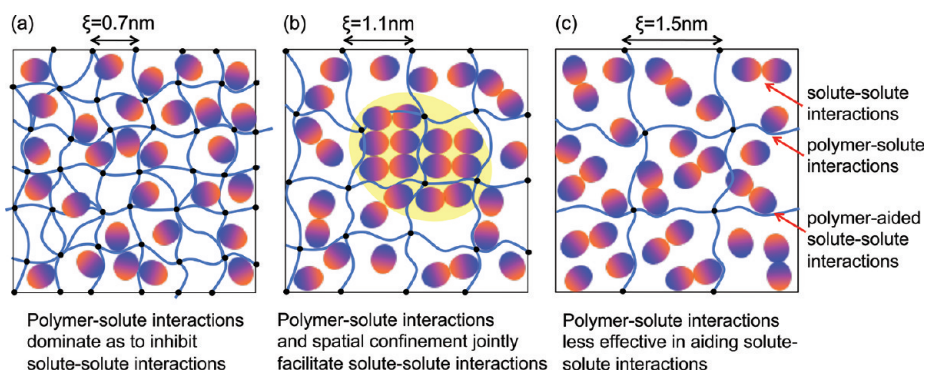 (a)
ξ=0.7nm
(b)
ξ=1.1nm
(c)
ξ=1.5nm
solute-solute
interactions
polymer-solute
interactions
polymer-aided
solute-solute
interactions
Polymer-solute interactions
dominate as to inhibit
solute-solute interactions
Polymer-solute interactions
and spatial confinement jointly
facilitate solute-solute interactions
Polymer-solute interactions
less effective in aiding solute-
solute interactions